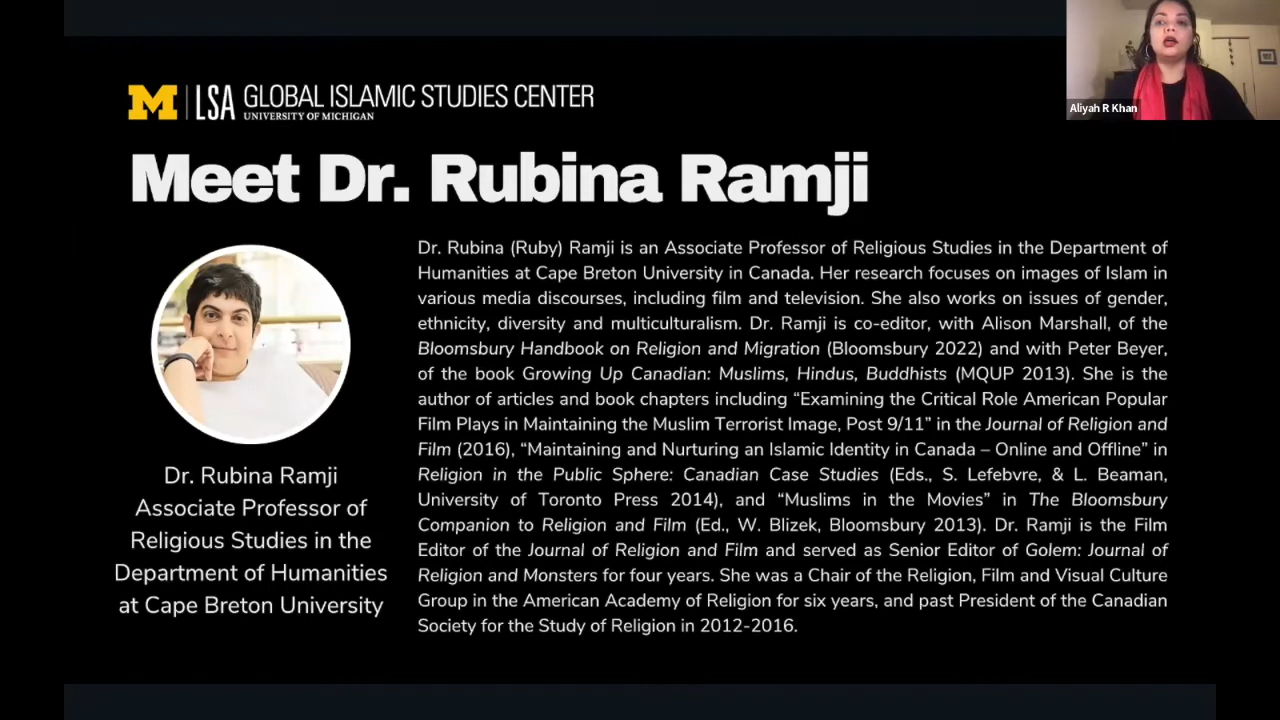 M LSA GLOBAL ISLAMIC STUDIES CENTER
UNIVERSITY OF MICHIGAN
Aliyah R Khan
Meet Dr. Rubina Ramji
Dr. Rubina Ramji
Associate Professor of
Religious Studies in the
Department of Humanities
at Cape Breton University
Dr. Rubina (Ruby) Ramji is an Associate Professor of Religious Studies in the Department of
Humanities at Cape Breton University in Canada. Her research focuses on images of Islam in
various media discourses, including film and television. She also works on issues of gender,
ethnicity, diversity and multiculturalism. Dr. Ramji is co-editor, with Alison Marshall, of the
Bloomsbury Handbook on Religion and Migration (Bloomsbury 2022) and with Peter Beyer,
of the book Growing Up Canadian: Muslims, Hindus, Buddhists (MQUP 2013). She is the
author of articles and book chapters including “Examining the Critical Role American Popular
Film Plays in Maintaining the Muslim Terrorist Image, Post 9/11” in the Journal of Religion and
Film (2016), “Maintaining and Nurturing an Islamic Identity in Canada – Online and Offline” in
Religion in the Public Sphere: Canadian Case Studies (Eds., S. Lefebvre, & L. Beaman,
University of Toronto Press 2014), and “Muslims in the Movies” in The Bloomsbury
Companion to Religion and Film (Ed., W. Blizek, Bloomsbury 2013). Dr. Ramji is the Film
Editor of the Journal of Religion and Film and served as Senior Editor of Golem: Journal of
Religion and Monsters for four years. She was a Chair of the Religion, Film and Visual Culture
Group in the American Academy of Religion for six years, and past President of the Canadian
Society for the Study of Religion in 2012-2016.